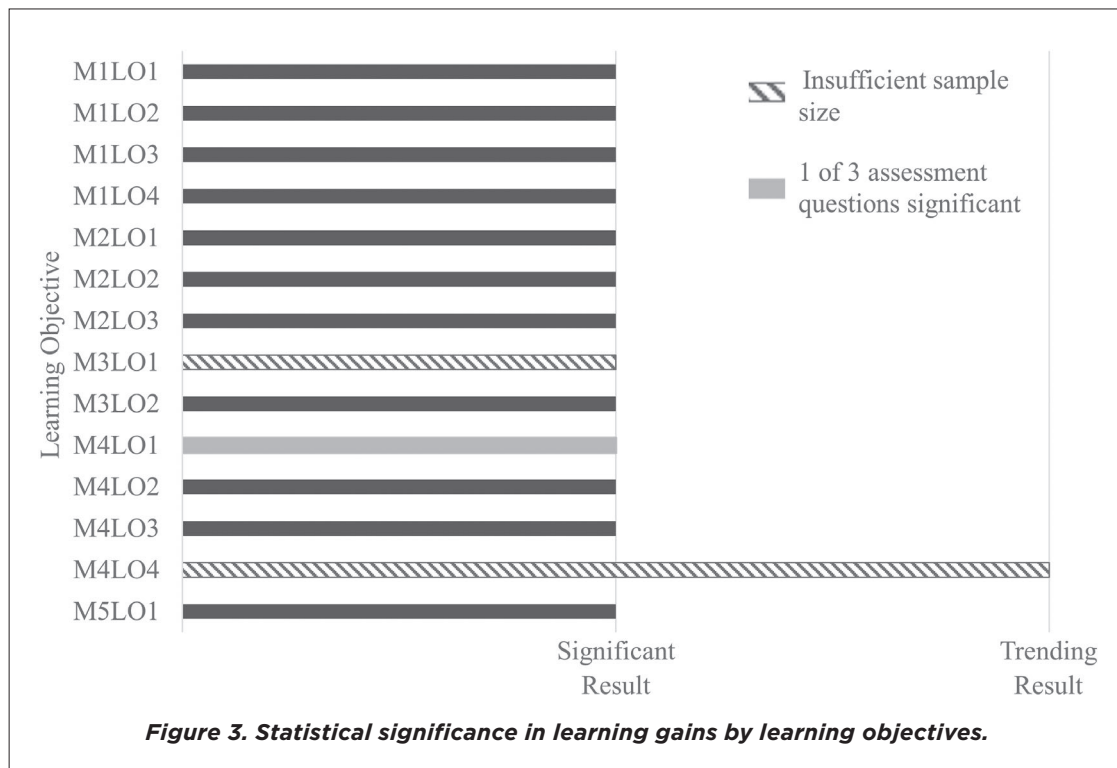 M1LO1
M1LO2
M1LO3
M1LO4
M2LO1
M2LO2
M2LO3
M3LO1
M3LO2
M4LO1
M4LO2
M4LO3
M4LO4
M5LO1
Learning Objective
Insufficient sample
size
1 of 3 assessment
questions significant
Significant
Result
Trending
Result
Figure 3. Statistical significance in learning gains by learning objectives.